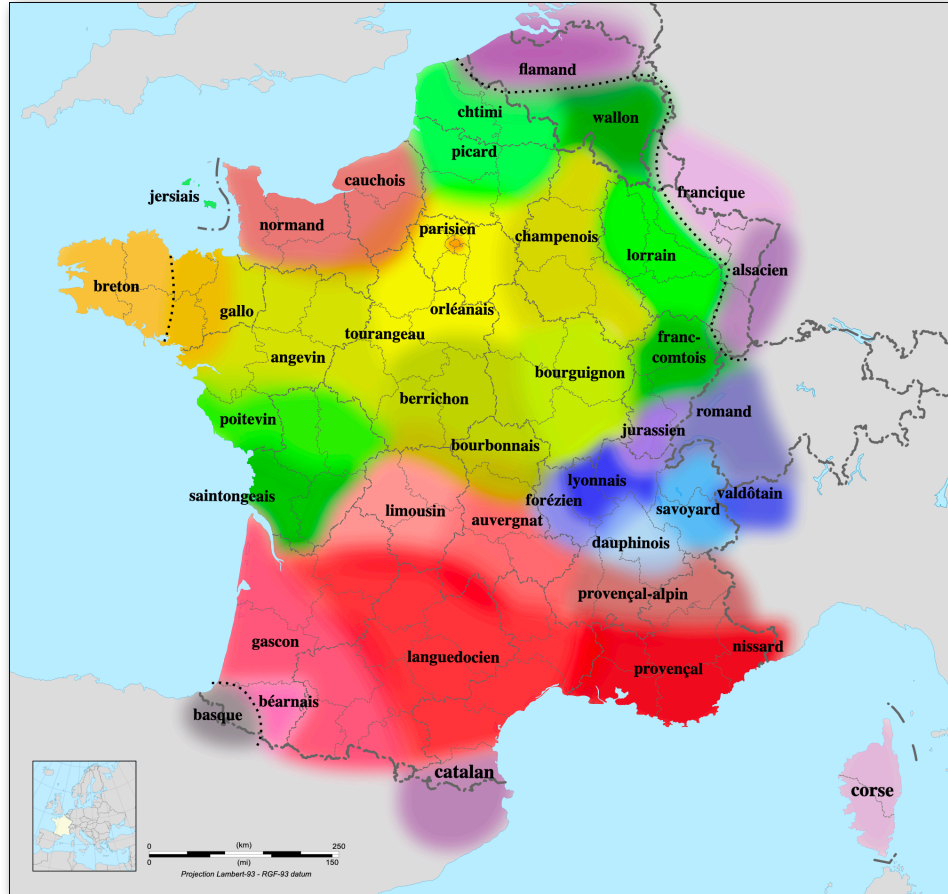 flamand
chtimi
wallon
picard
cauchois
francique
jersiais
normand
parisien
champenois
lorrain
alsacien
breton
gallo
orléanais
tourangeau
angevin
franc-
comtois
bourguignon
berrichon
romand
poitevin
jurassien
bourbonnais
lyonnais
saintongeais
forézien
valdôtain
limousin
savoyard
auvergnat
dauphinois
provençal-alpin
gascon
nissard
languedocien
provençal
béarnais
basque
catalan
corse
0 (km) 250
0 (mi) 150
Projection Lambert-93 - RGF-93 datum